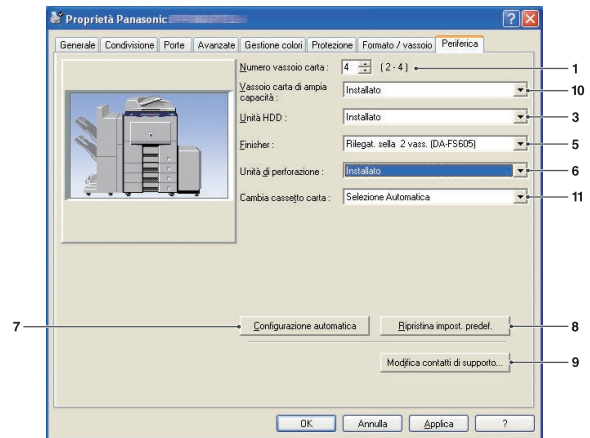 Proprietà Panasonic
?
Generale Condivisione Porte Avanzate Gestione colori Protezione Formato / vassoio Periferica
Numero vassoio carta : 4 ( 2 - 4 ) 1
Vassoio carta di ampia capacità : Installato 10
Unità HDD : Installato 3
Finisher : Rilegat. sella 2 vass. (DA-FS605) 5
Unità di perforazione : Installato 6
Cambia cassetto carta : Selezione Automatica 11
7 Configurazione automatica Ripristina impost. predef. 8
Modifica contatti di supporto... 9
OK Annulla Applica ?